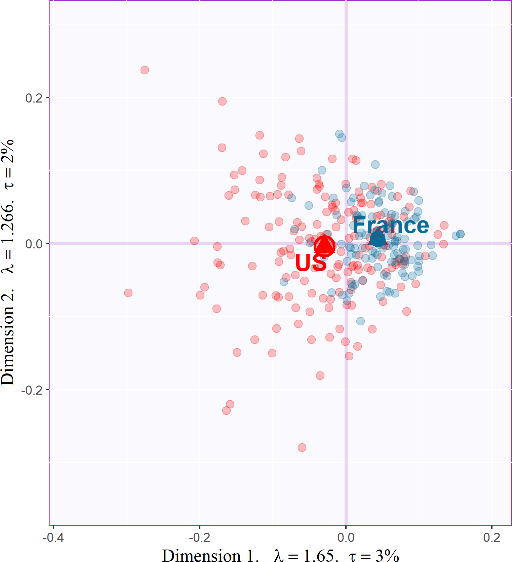 0.2
0.0
-0.2
Dimension 2.   λ = 1.266.   τ = 2%
France
US
-0.4
-0.2
0.0
0.2
Dimension 1.   λ = 1.65.   τ = 3%